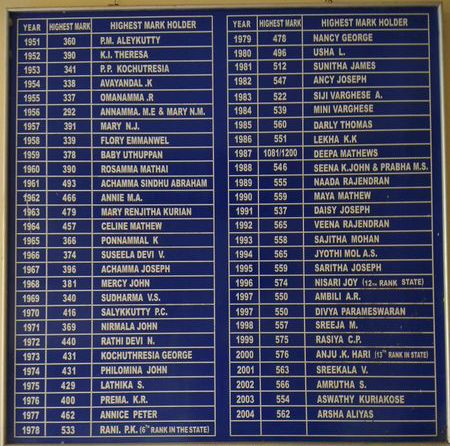 YEAR HIGHEST MARK HIGHEST MARK HOLDER
1951 360 P.M. ALEYKUTTY
1952 390 K.I. THERESA
1953 341 P.P. KOCHUTRESIA
1954 338 AVAYANDAL .K
1955 337 OMANAMMA .R
1956 292 ANNAMMA. M.E & MARY N.M.
1957 391 MARY N.J.
1958 339 FLORY EMMANWEL
1959 378 BABY UTHUPPAN
1960 390 ROSAMMA MATHAI
1961 493 ACHAMMA SINDHU ABRAHAM
1962 466 ANNIE M.A.
1963 479 MARY RENJITHA KURIAN
1964 457 CELINE MATHEW
1965 366 PONNAMMAL K
1966 374 SUSEELA DEVI V.
1967 396 ACHAMMA JOSEPH
1968 381 MERCY JOHN
1969 340 SUDHARMA V.S.
1970 416 SALYKKUTTY P.C.
1971 369 NIRMALA JOHN
1972 440 RATHI DEVI N.
1973 431 KOCHUTHRESIA GEORGE
1974 431 PHILOMINA JOHN
1975 429 LATHIKA S.
1976 400 PREMA. K.R.
1977 462 ANNICE PETER
1978 533 RANI. P.K. (6TH RANK IN THE STATE)
YEAR HIGHEST MARK HIGHEST MARK HOLDER
1979 478 NANCY GEORGE
1980 496 USHA L.
1981 512 SUNITHA JAMES
1982 547 ANCY JOSEPH
1983 522 SIJI VARGHESE A.
1984 539 MINI VARGHESE
1985 560 DARLY THOMAS
1986 551 LEKHA K.K
1987 1081/1200 DEEPA MATHEWS
1988 546 SEENA K.JOHN & PRABHA M.S.
1989 555 NAADA RAJENDRAN
1990 559 MAYA MATHEW
1991 537 DAISY JOSEPH
1992 565 VEENA RAJENDRAN
1993 558 SAJITHA MOHAN
1994 565 JYOTHI MOL A.S.
1995 559 SARITHA JOSEPH
1996 574 NISARI JOY (12TH RANK STATE)
1997 550 AMBILI A.R.
1997 550 DIVYA PARAMESWARAN
1998 557 SREEJA M.
1999 575 RASIYA C.P.
2000 576 ANJU .K. HARI (13TH RANK IN STATE)
2001 563 SREEKALA V.
2002 566 AMRUTHA S.
2003 554 ASWATHY KURIAKOSE
2004 562 ARSHA ALIYAS